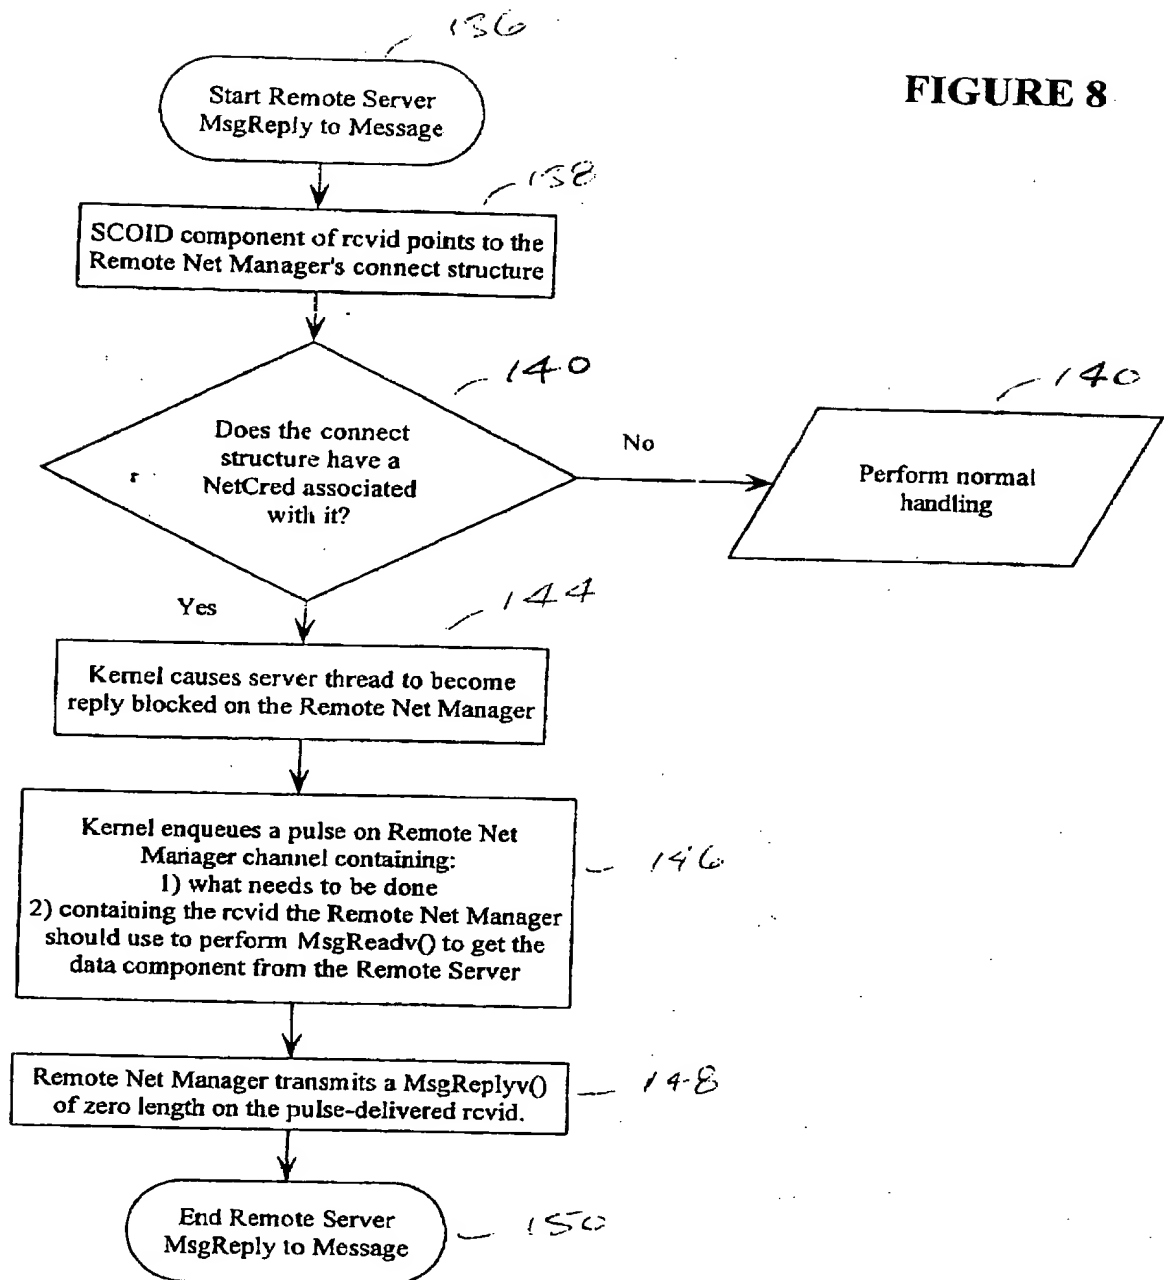 136
FIGURE 8
Start Remote Server
MsgReply to Message
138
SCOID component of rcvid points to the
Remote Net Manager's connect structure
140
140
Does the connect
structure have a
NetCred associated
with it?
No
Perform normal
handling
Yes
144
Kernel causes server thread to become
reply blocked on the Remote Net Manager
Kernel enqueues a pulse on Remote Net
Manager channel containing:
1) what needs to be done
2) containing the rcvid the Remote Net Manager
should use to perform MsgReadv() to get the
data component from the Remote Server
146
Remote Net Manager transmits a MsgReplyv()
of zero length on the pulse-delivered rcvid.
148
End Remote Server
MsgReply to Message
150